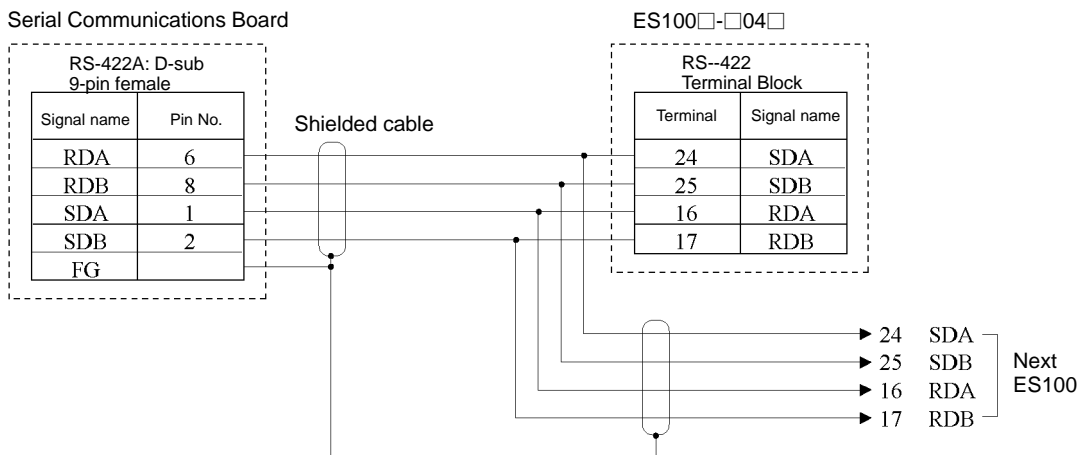 Serial Communications Board
RS-422A: D-sub
9-pin female
Signal name Pin No.
RDA 6
RDB 8
SDA 1
SDB 2
FG
Shielded cable
ES100□-□04□
RS--422
Terminal Block
Terminal Signal name
24 SDA
25 SDB
16 RDA
17 RDB
24 SDA
25 SDB
16 RDA
17 RDB
Next
ES100